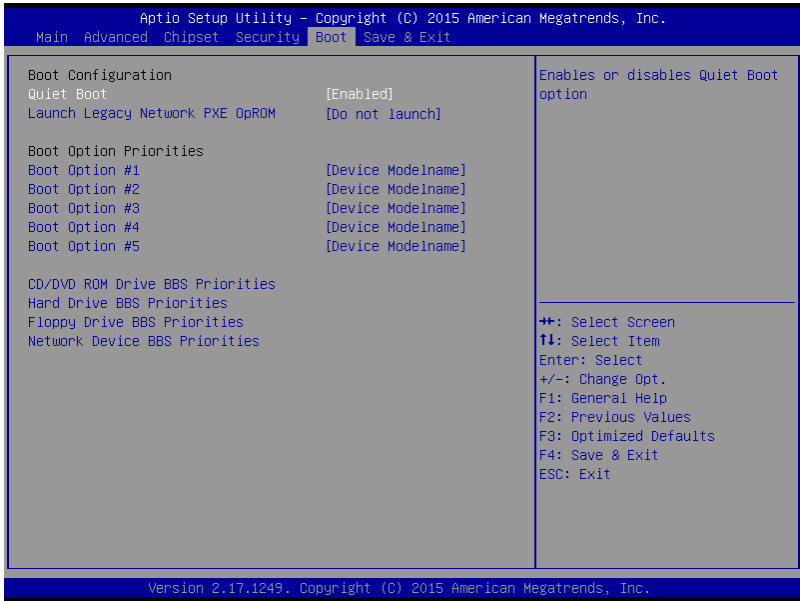 Aptio Setup Utility – Copyright (C) 2015 American Megatrends, Inc.
Main Advanced Chipset Security Boot Save & Exit
Boot Configuration
Quiet Boot [Enabled]
Launch Legacy Network PXE OpROM [Do not launch]
Boot Option Priorities
Boot Option #1 [Device Modelname]
Boot Option #2 [Device Modelname]
Boot Option #3 [Device Modelname]
Boot Option #4 [Device Modelname]
Boot Option #5 [Device Modelname]
CD/DVD ROM Drive BBS Priorities
Hard Drive BBS Priorities
Floppy Drive BBS Priorities
Network Device BBS Priorities
Enables or disables Quiet Boot
option
→←: Select Screen
↑↓: Select Item
Enter: Select
+/-: Change Opt.
F1: General Help
F2: Previous Values
F3: Optimized Defaults
F4: Save & Exit
ESC: Exit
Version 2.17.1249. Copyright (C) 2015 American Megatrends, Inc.